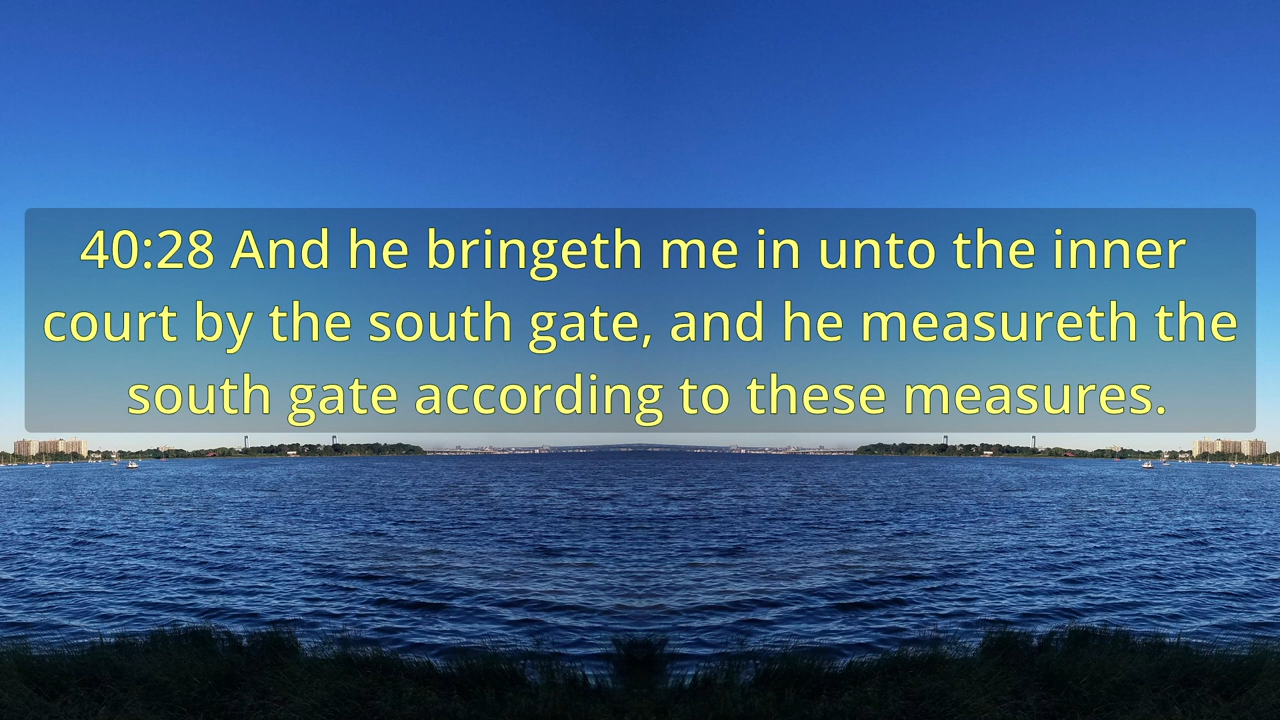 40:28 And he bringeth me in unto the inner
court by the south gate, and he measureth the
south gate according to these measures.